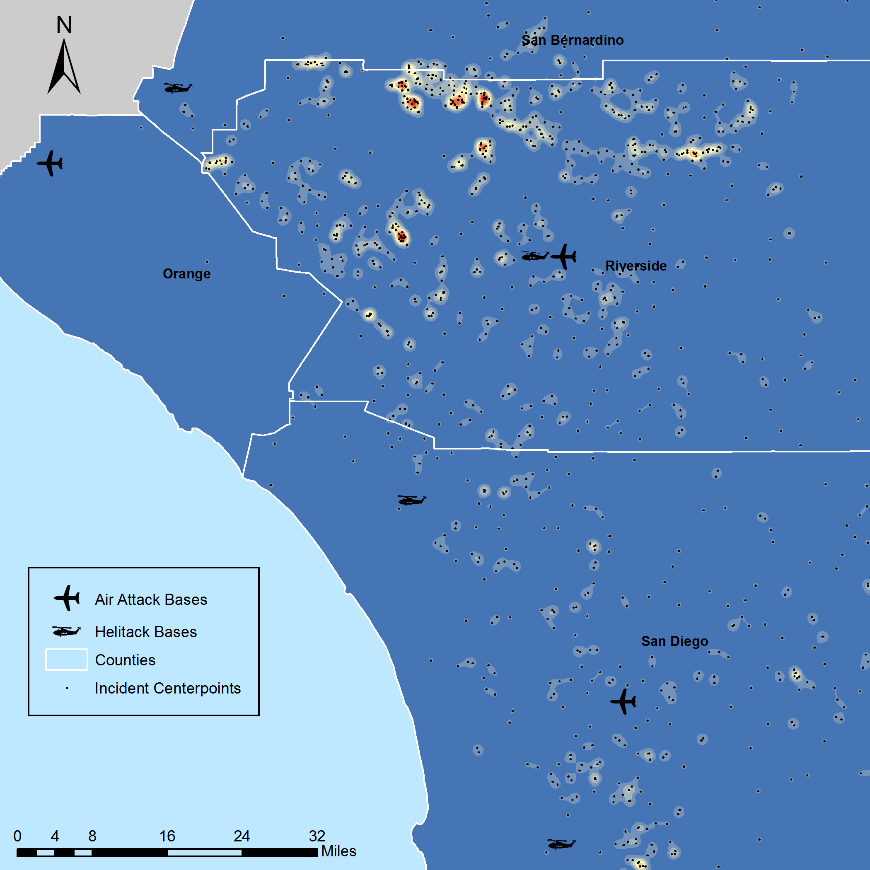 N
San Bernardino
Orange
Riverside
San Diego
Air Attack Bases
Helitack Bases
Counties
Incident Centerpoints
0 4 8 16 24 32
Miles